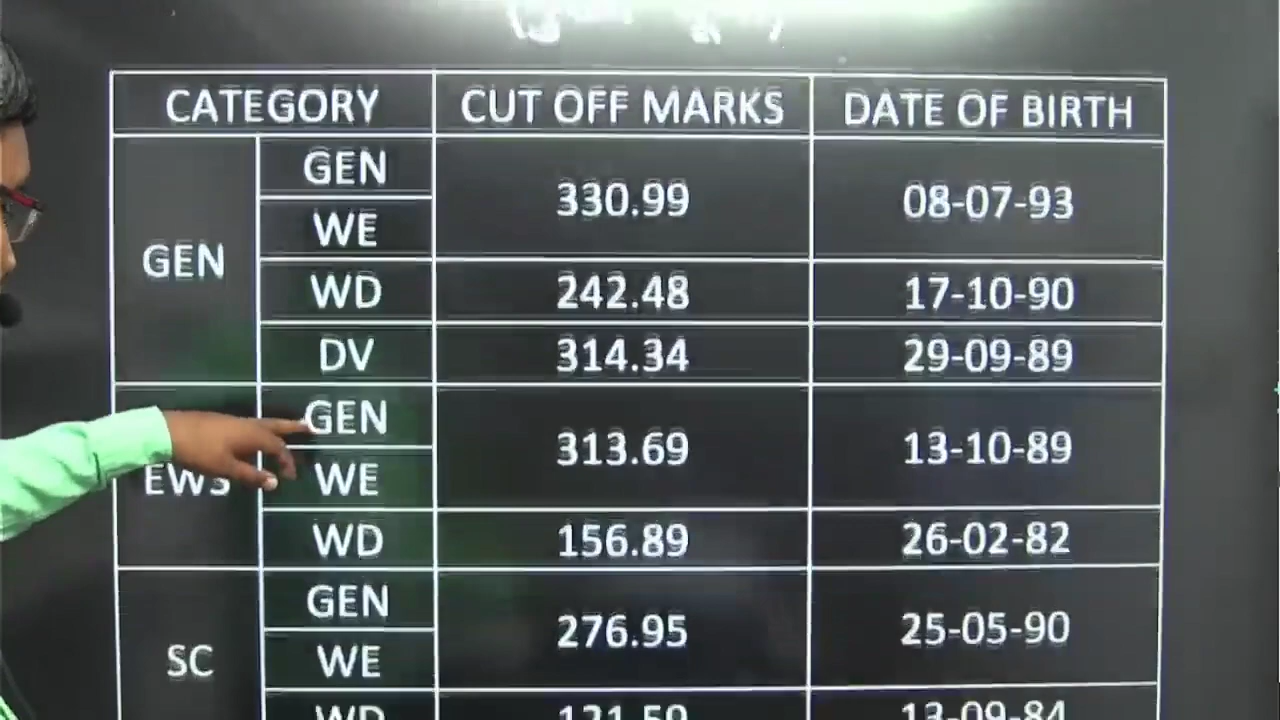 CATEGORY CUT OFF MARKS DATE OF BIRTH
GEN GEN 330.99 08-07-93
WE
WD 242.48 17-10-90
DV 314.34 29-09-89
EWS GEN 313.69 13-10-89
WE
WD 156.89 26-02-82
SC GEN 276.95 25-05-90
WE
WD 121.59 13-09-84